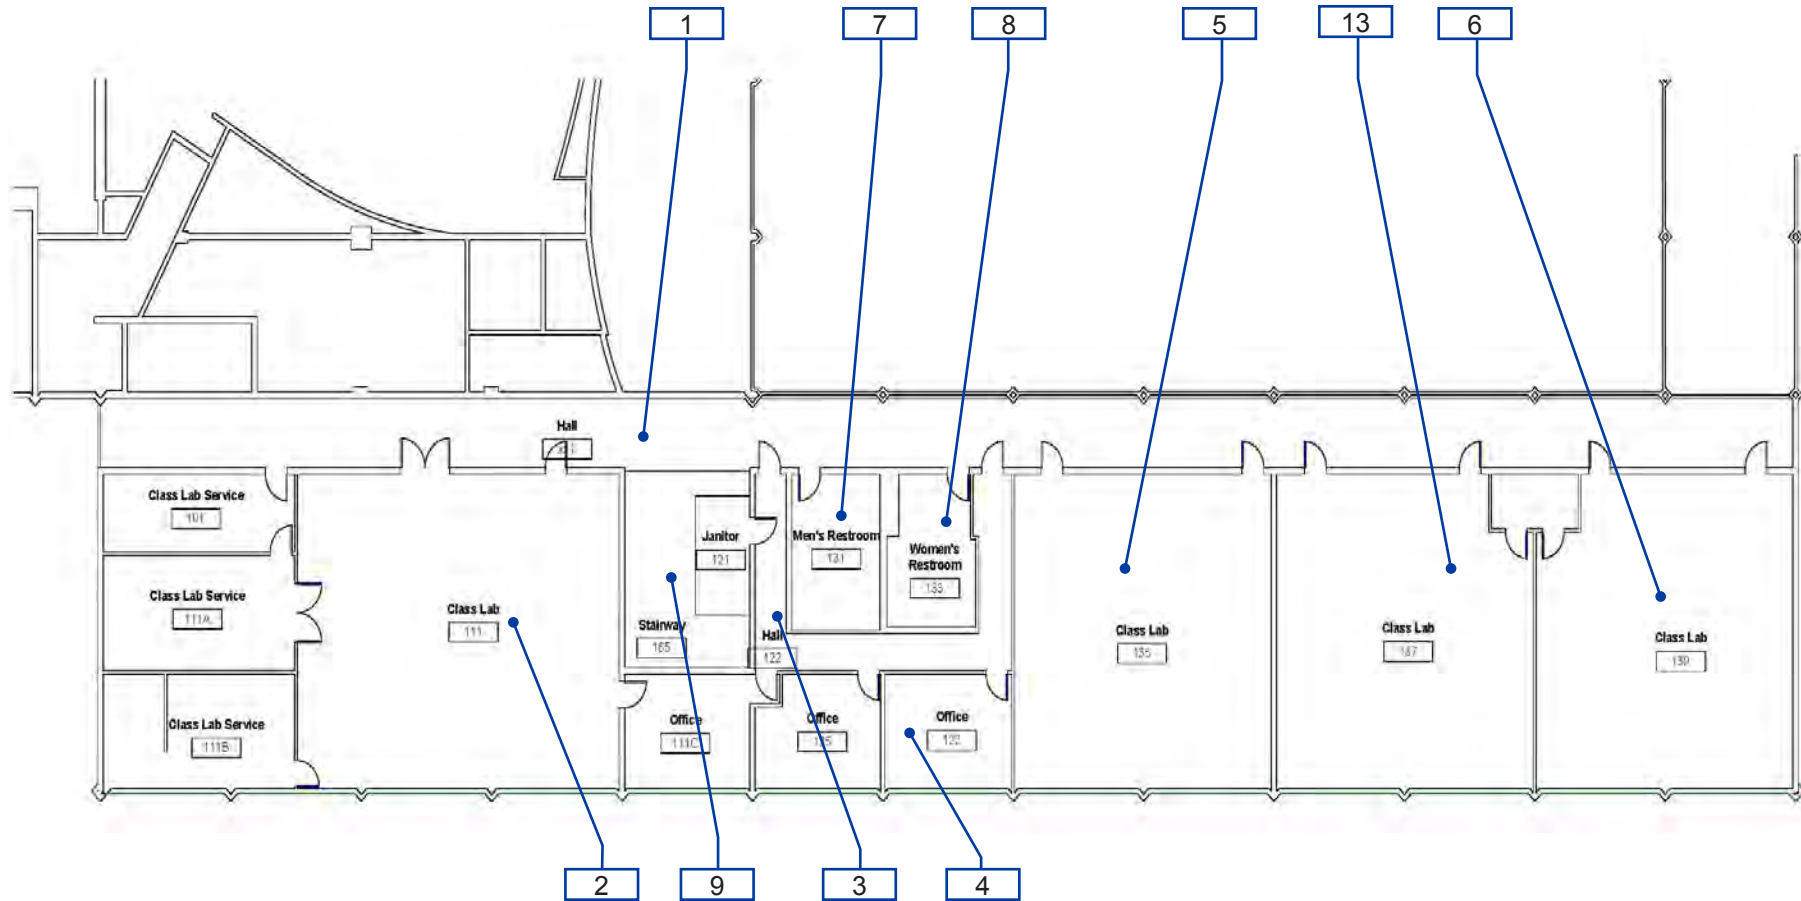 1
7
8
5
13
6
Hall
Class Lab Service
101
Janitor
121
Men's Restroom
131
Women's
Restroom
133
Class Lab Service
111A
Class Lab
111
Stairway
165
Hall
122
Class Lab
135
Class Lab
137
Class Lab
139
Class Lab Service
111B
Office
111C
Office
125
Office
122
2
9
3
4